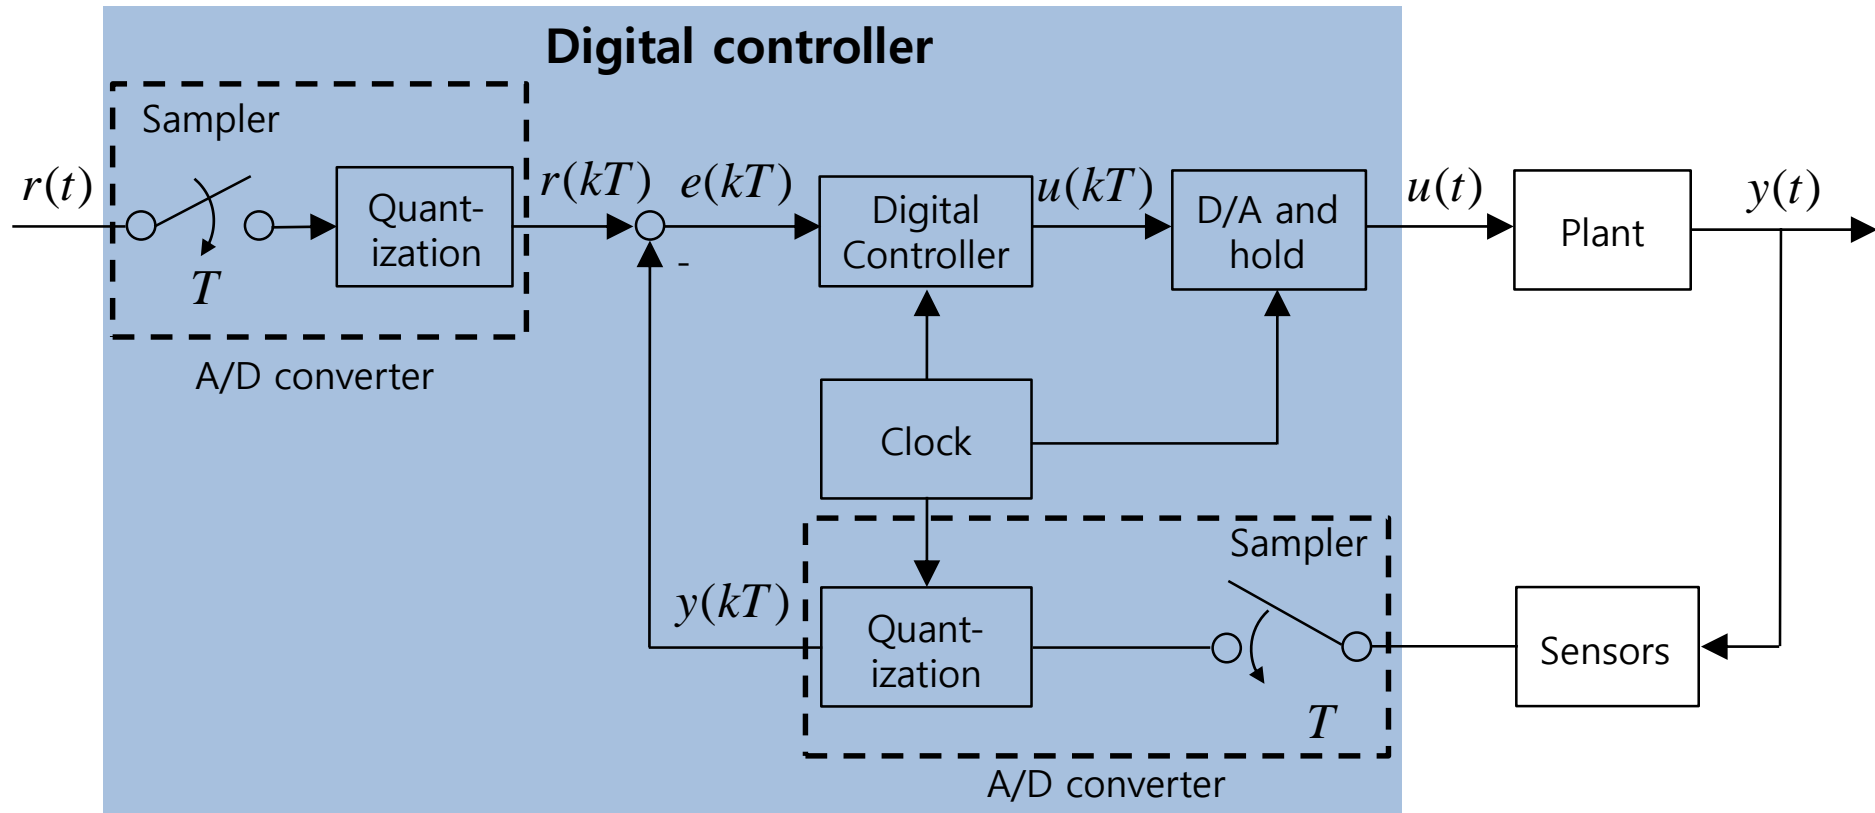 Digital controller
Sampler
r(t)
T
Quant-
ization
r(kT)
e(kT)
-
Digital
Controller
u(kT)
D/A and
hold
u(t)
Plant
y(t)
A/D converter
Clock
Sampler
y(kT)
Quant-
ization
T
Sensors
A/D converter